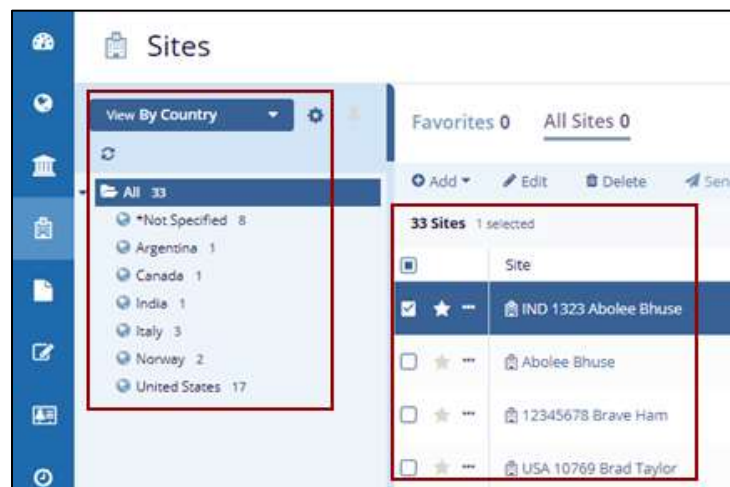 Sites
View By Country
All 33
*Not Specified 8
Argentina 1
Canada 1
India 1
Italy 3
Norway 2
United States 17
Favorites 0 All Sites 0
Add Edit Delete Sen
33 Sites 1 selected
Site
IND 1323 Abolee Bhuse
Abolee Bhuse
12345678 Brave Ham
USA 10769 Brad Taylor